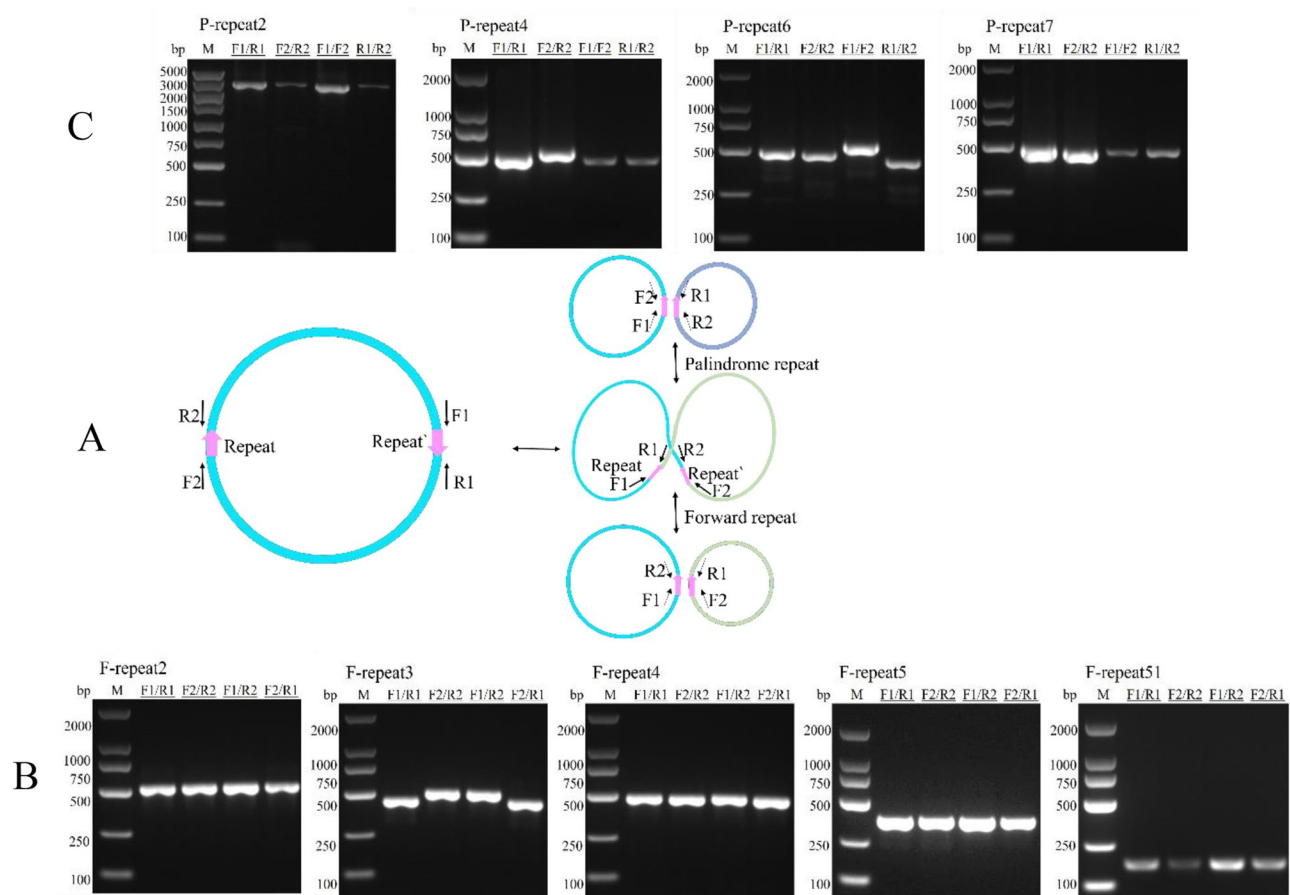 P-repeat2
bp M F1/R1 F2/R2 F1/F2 R1/R2
5000
3000
2000
1500
1000
750
500
250
100
P-repeat4
bp M F1/R1 F2/R2 F1/F2 R1/R2
2000
1000
750
500
250
100
P-repeat6
bp M F1/R1 F2/R2 F1/F2 R1/R2
2000
1000
750
500
250
100
P-repeat7
bp M F1/R1 F2/R2 F1/F2 R1/R2
2000
1000
750
500
250
100
C
A
R2
Repeat
F2
F1
Repeat`
R1
F2
F1
R1
R2
Palindrome repeat
R1 R2
Repeat Repeat`
F1 F2
Forward repeat
R2
F1
R1
F2
B
F-repeat2
bp M F1/R1 F2/R2 F1/R2 F2/R1
2000
1000
750
500
250
100
F-repeat3
bp M F1/R1 F2/R2 F1/R2 F2/R1
2000
1000
750
500
250
100
F-repeat4
bp M F1/R1 F2/R2 F1/R2 F2/R1
2000
1000
750
500
250
100
F-repeat5
bp M F1/R1 F2/R2 F1/R2 F2/R1
2000
1000
750
500
250
100
F-repeat51
bp M F1/R1 F2/R2 F1/R2 F2/R1
2000
1000
750
500
250
100